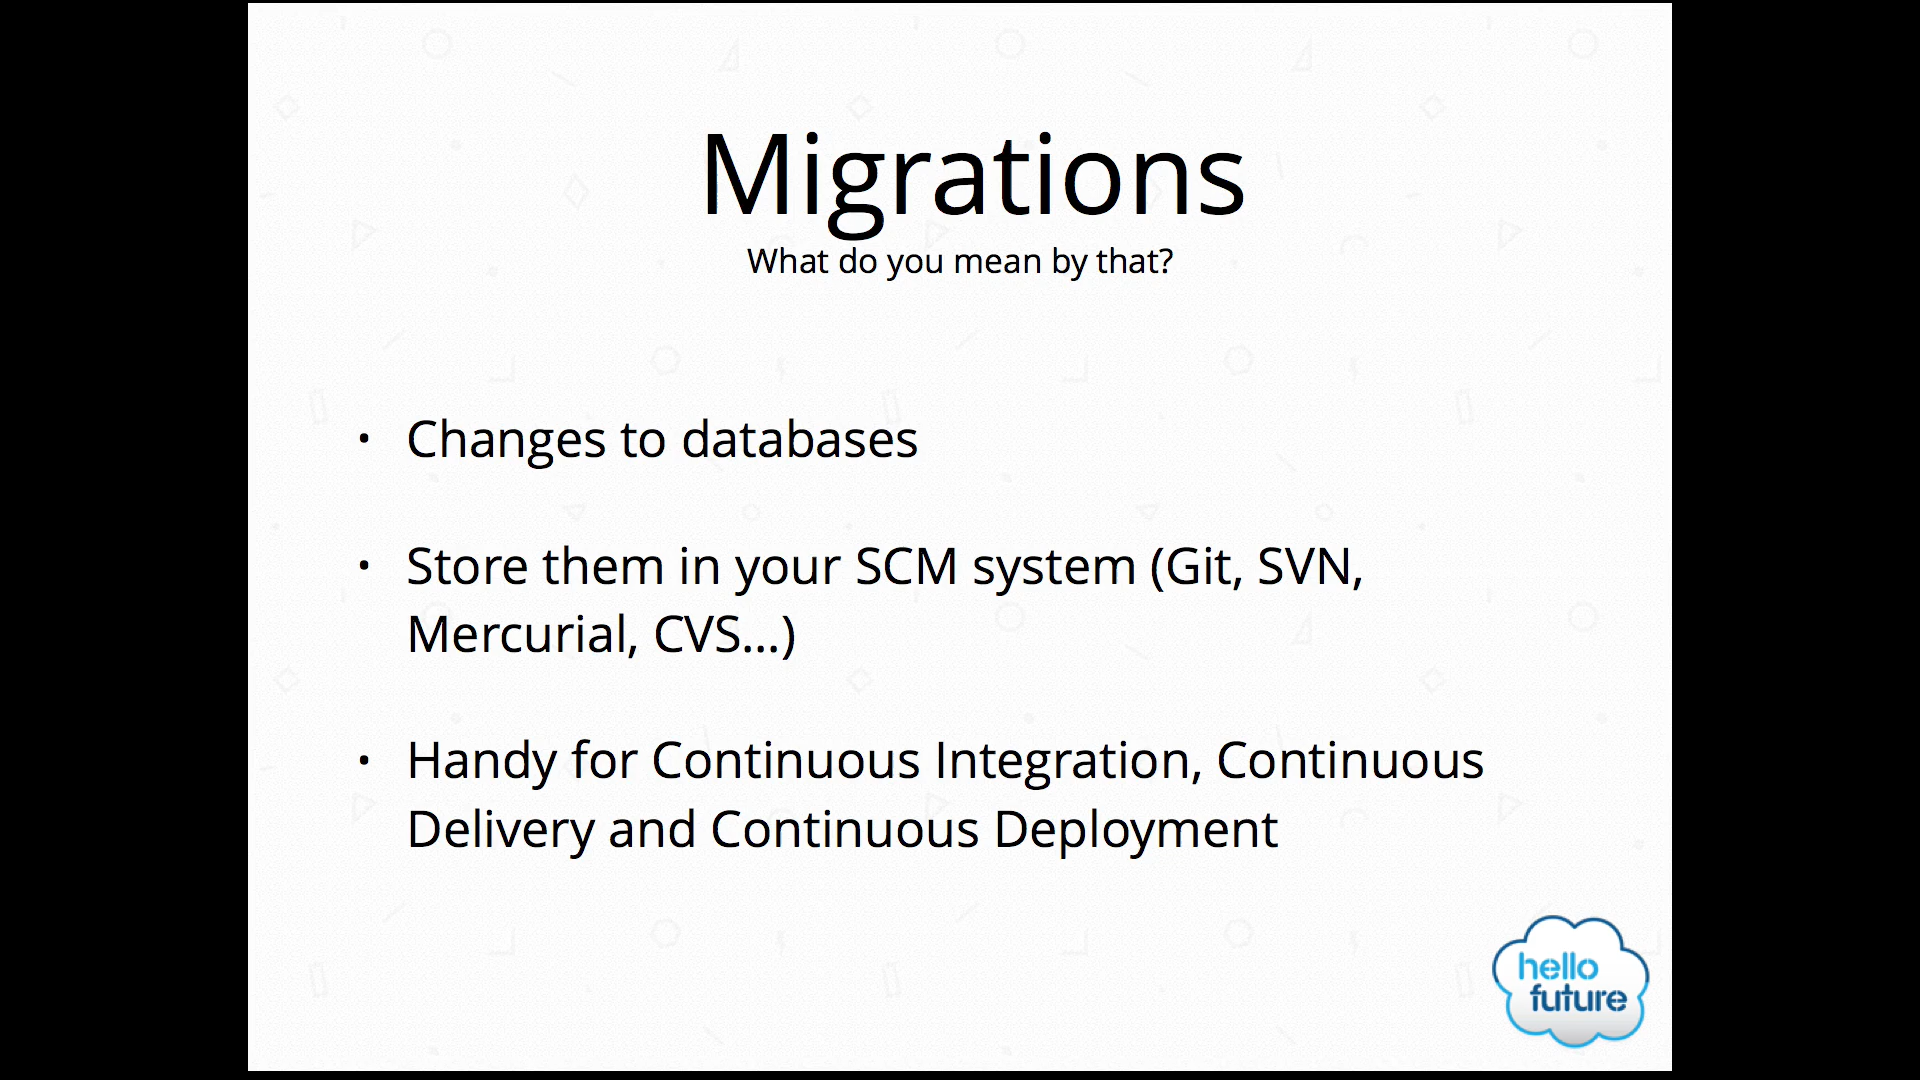 Migrations
What do you mean by that?
• Changes to databases
• Store them in your SCM system (Git, SVN,
Mercurial, CVS...)
• Handy for Continuous Integration, Continuous
Delivery and Continuous Deployment
hello
future